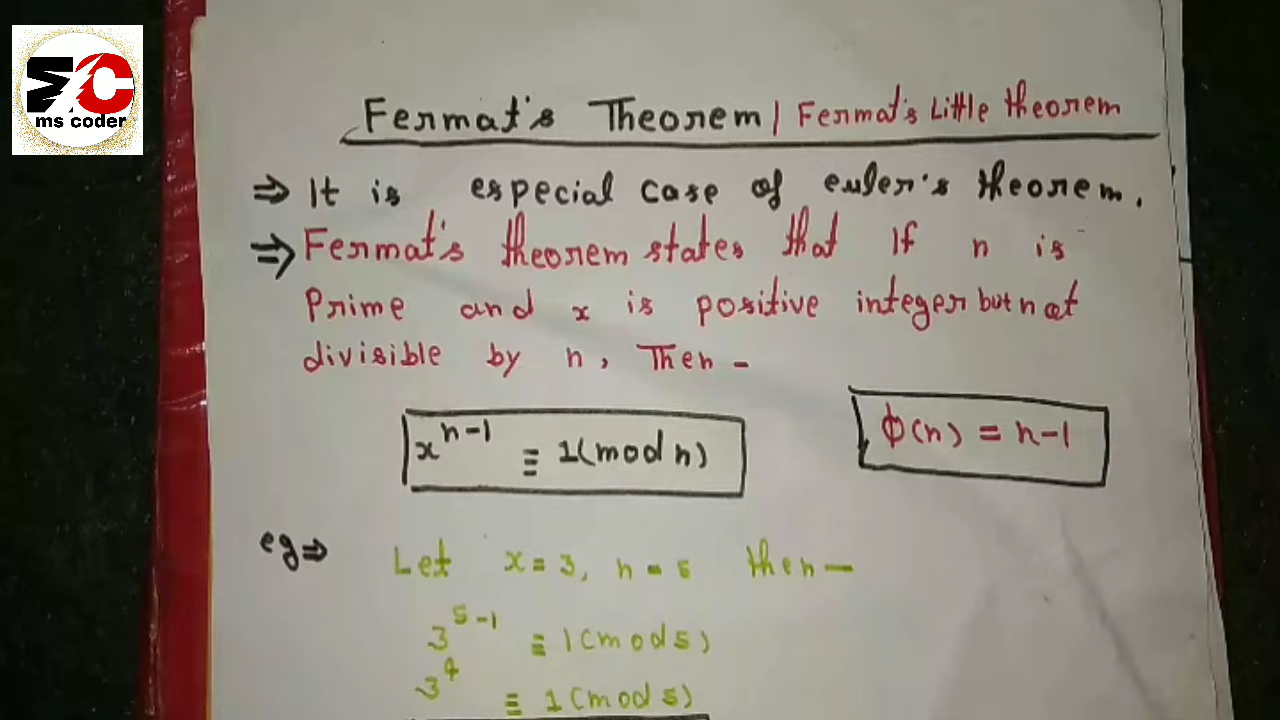 ms coder
Fermat's Theorem | Fermat's Little theorem
⇒ It is especial case of euler's theorem.
⇒ Fermat's theorem states that If n is
Prime and x is positive integer but not
divisible by n, Then -
x^n-1 ≡ 1(mod n)
ϕ(n) = n-1
eg⇒ Let x = 3, n = 5 then —
3^5-1 ≡ 1(mod 5)
3^4 ≡ 1(mod 5)